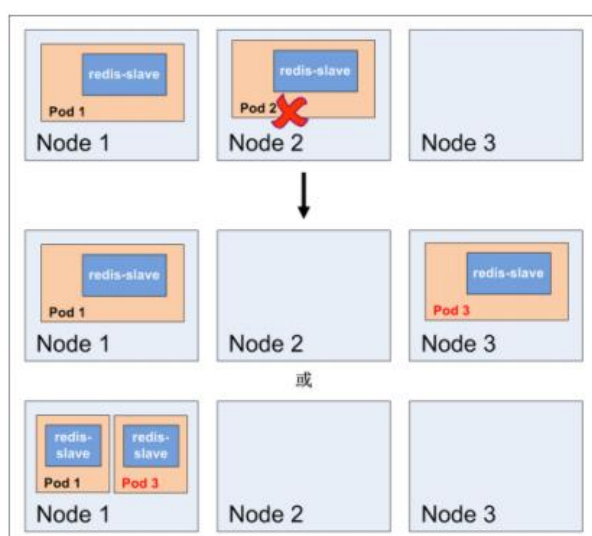 redis-slave
Pod 1
Node 1
redis-slave
Pod 2
Node 2
Node 3
redis-slave
Pod 1
Node 1
Node 2
redis-slave
Pod 3
Node 3
或
redis-
slave
Pod 1
redis-
slave
Pod 3
Node 1
Node 2
Node 3